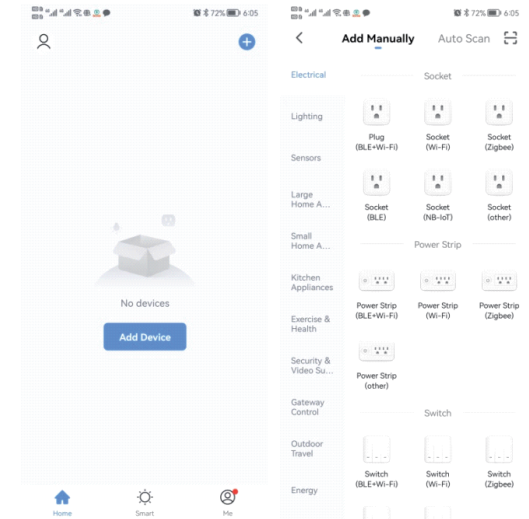 72% 6:05
No devices
Add Device
Home
Smart
Me
72% 6:05
Add Manually
Auto Scan
Electrical
Lighting
Sensors
Large
Home A...
Small
Home A...
Kitchen
Appliances
Exercise &
Health
Security &
Video Su...
Gateway
Control
Outdoor
Travel
Energy
Socket
Plug
(BLE+Wi-Fi)
Socket
(Wi-Fi)
Socket
(Zigbee)
Socket
(BLE)
Socket
(NB-IoT)
Socket
(other)
Power Strip
Power Strip
(BLE+Wi-Fi)
Power Strip
(Wi-Fi)
Power Strip
(Zigbee)
Power Strip
(other)
Switch
Switch
(BLE+Wi-Fi)
Switch
(Wi-Fi)
Switch
(Zigbee)